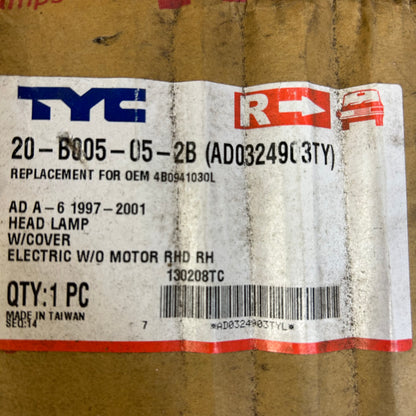 TYC
R
20-B005-05-2B (AD0324903TY)
REPLACEMENT FOR OEM 4B0941030L
AD A-6 1997-2001
HEAD LAMP
W/COVER
ELECTRIC W/O MOTOR RHD RH
130208TC
QTY:1 PC
MADE IN TAIWAN
SEQ:14
7
*AD0324903TYL*